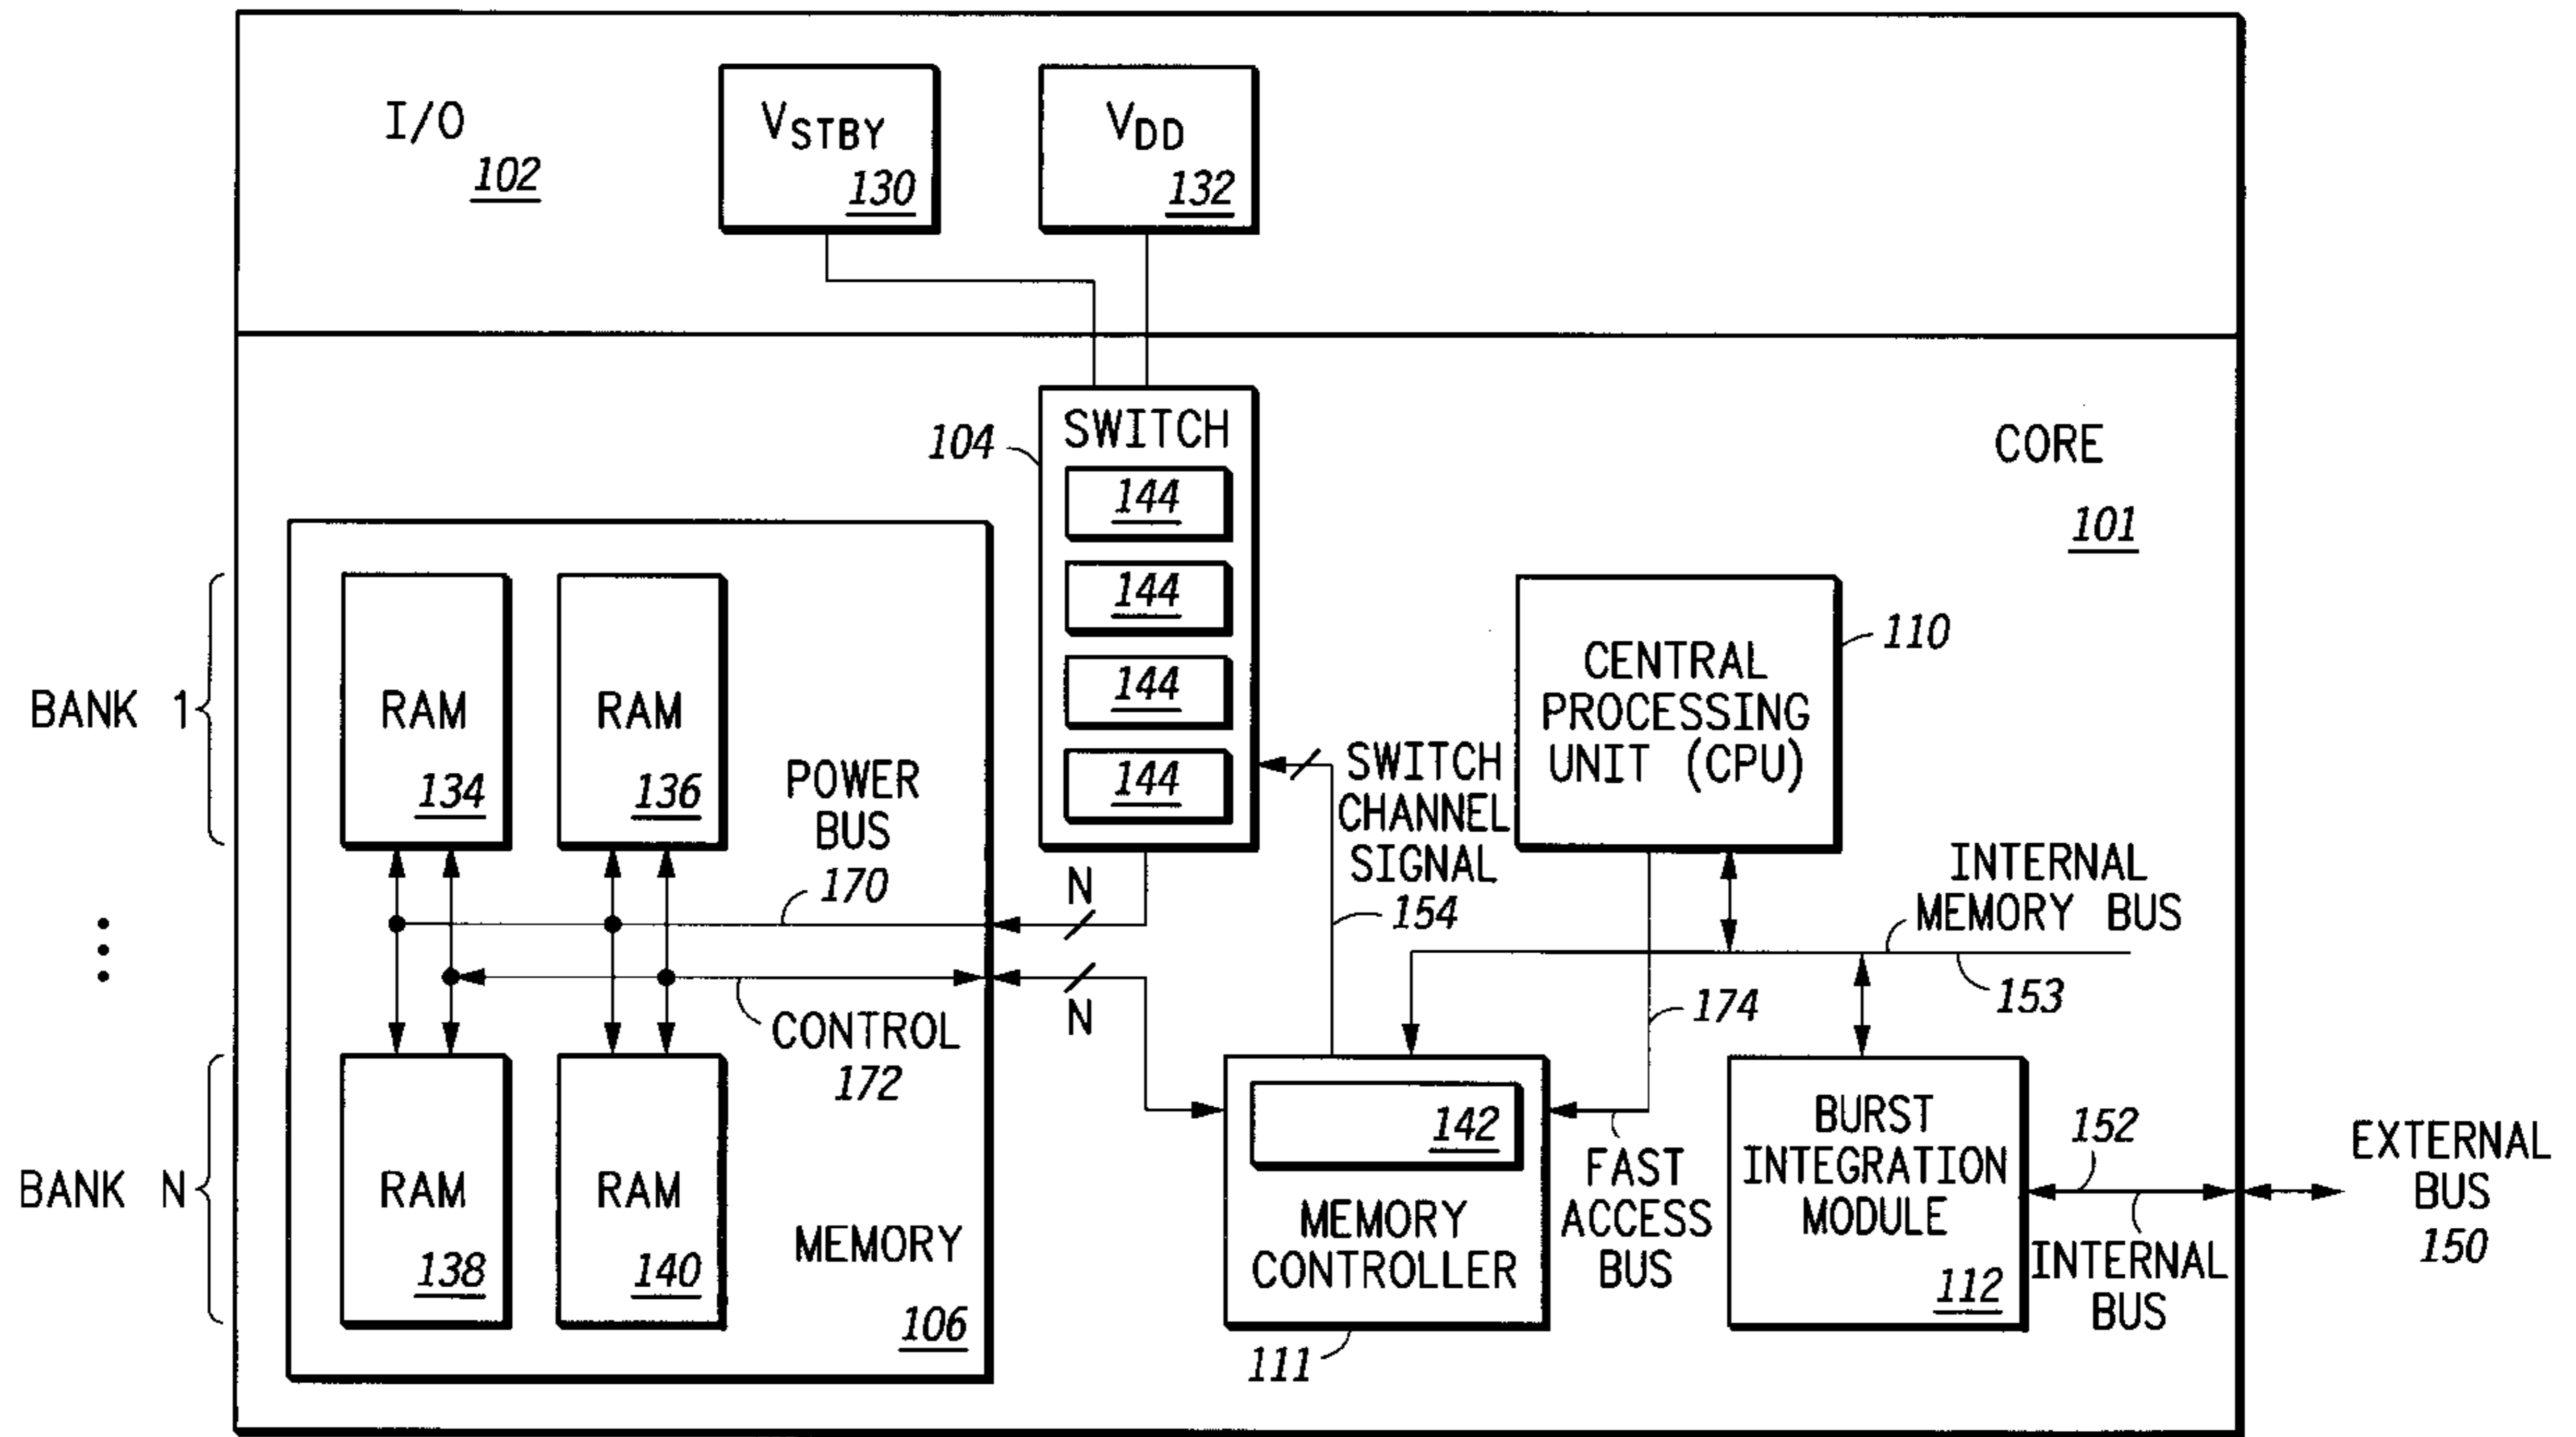 I/O
102
VSTBY
130
VDD
132
SWITCH
104
144
144
144
144
CORE
101
BANK 1
RAM
134
RAM
136
POWER
BUS
170
N
SWITCH
CHANNEL
SIGNAL
154
CENTRAL
PROCESSING
UNIT (CPU)
110
INTERNAL
MEMORY BUS
153
174
N
CONTROL
172
BANK N
RAM
138
RAM
140
MEMORY
106
142
MEMORY
CONTROLLER
111
FAST
ACCESS
BUS
BURST
INTEGRATION
MODULE
112
152
INTERNAL
BUS
EXTERNAL
BUS
150